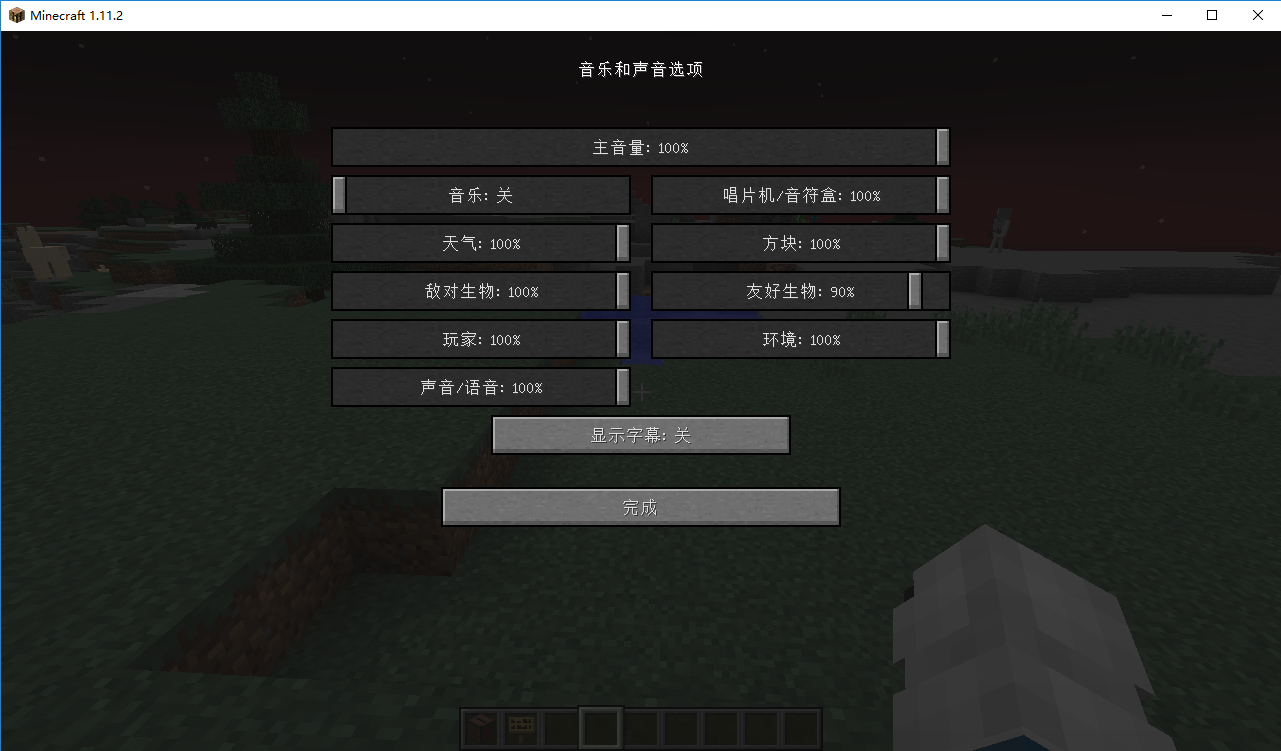 Minecraft 1.11.2
音乐和声音选项
主音量: 100%
音乐: 关
唱片机/音符盒: 100%
天气: 100%
方块: 100%
敌对生物: 100%
友好生物: 90%
玩家: 100%
环境: 100%
声音/语音: 100%
显示字幕: 关
完成